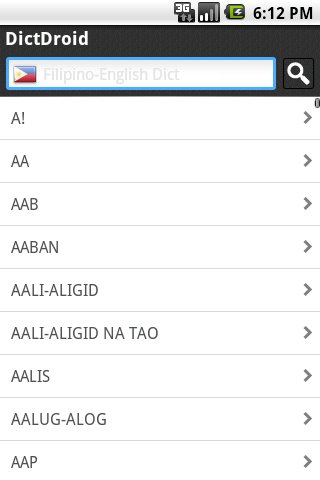 3G 6:12 PM
DictDroid
Filipino-English Dict
0
A!
AA
AAB
AABAN
AALI-ALIGID
AALI-ALIGID NA TAO
AALIS
AALUG-ALOG
AAP